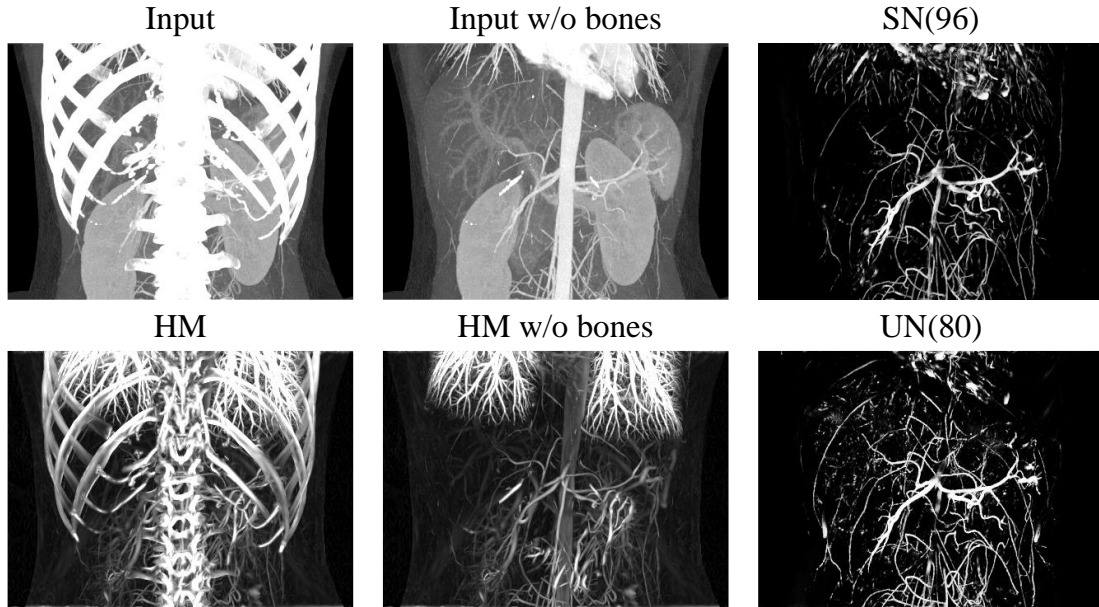 Input
Input w/o bones
SN(96)
HM
HM w/o bones
UN(80)